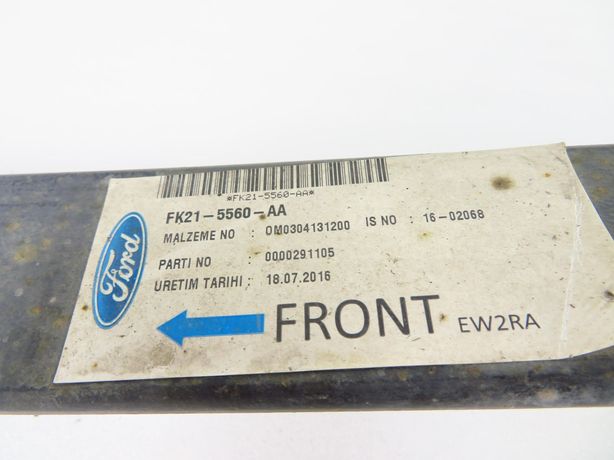 *FK21-5560-AA*
FK21-5560-AA
MALZEME NO : OM0304131200 IS NO : 16-02068
PARTI NO : 0000291105
URETIM TARIHI : 18.07.2016
Ford
FRONT EW2RA